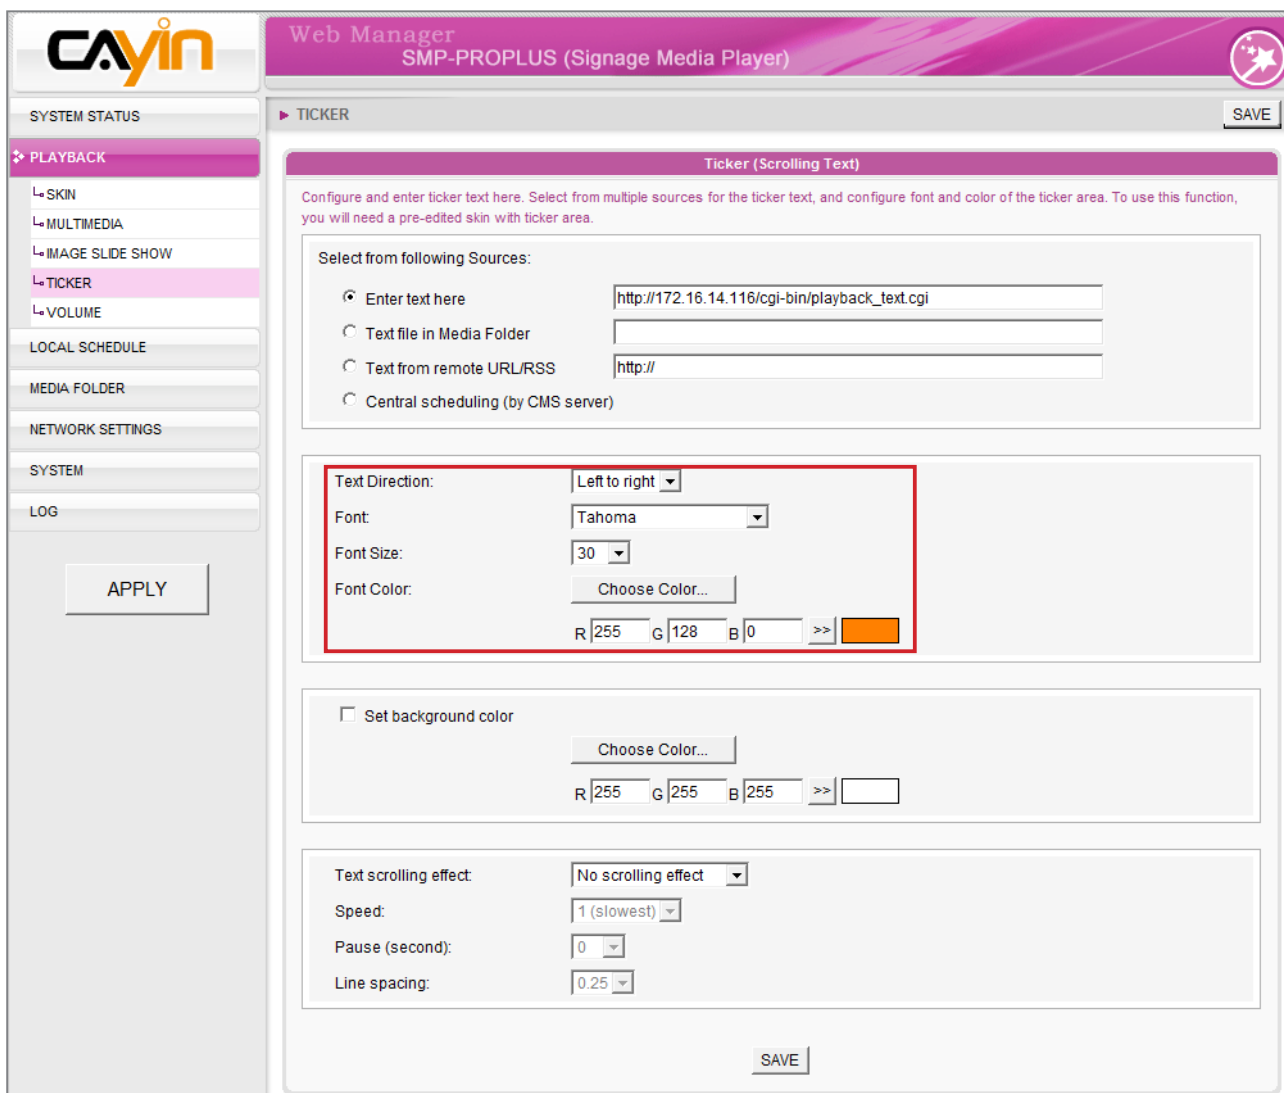 CAYIN
Web Manager
SMP-PROPLUS (Signage Media Player)
SYSTEM STATUS
PLAYBACK
SKIN
MULTIMEDIA
IMAGE SLIDE SHOW
TICKER
VOLUME
LOCAL SCHEDULE
MEDIA FOLDER
NETWORK SETTINGS
SYSTEM
LOG
APPLY
TICKER SAVE
Ticker (Scrolling Text)
Configure and enter ticker text here. Select from multiple sources for the ticker text, and configure font and color of the ticker area. To use this function,
you will need a pre-edited skin with ticker area.
Select from following Sources:
Enter text here http://172.16.14.116/cgi-bin/playback_text.cgi
Text file in Media Folder
Text from remote URL/RSS http://
Central scheduling (by CMS server)
Text Direction: Left to right
Font: Tahoma
Font Size: 30
Font Color: Choose Color...
R 255 G 128 B 0 >>
Set background color
Choose Color...
R 255 G 255 B 255 >>
Text scrolling effect: No scrolling effect
Speed: 1 (slowest)
Pause (second): 0
Line spacing: 0.25
SAVE